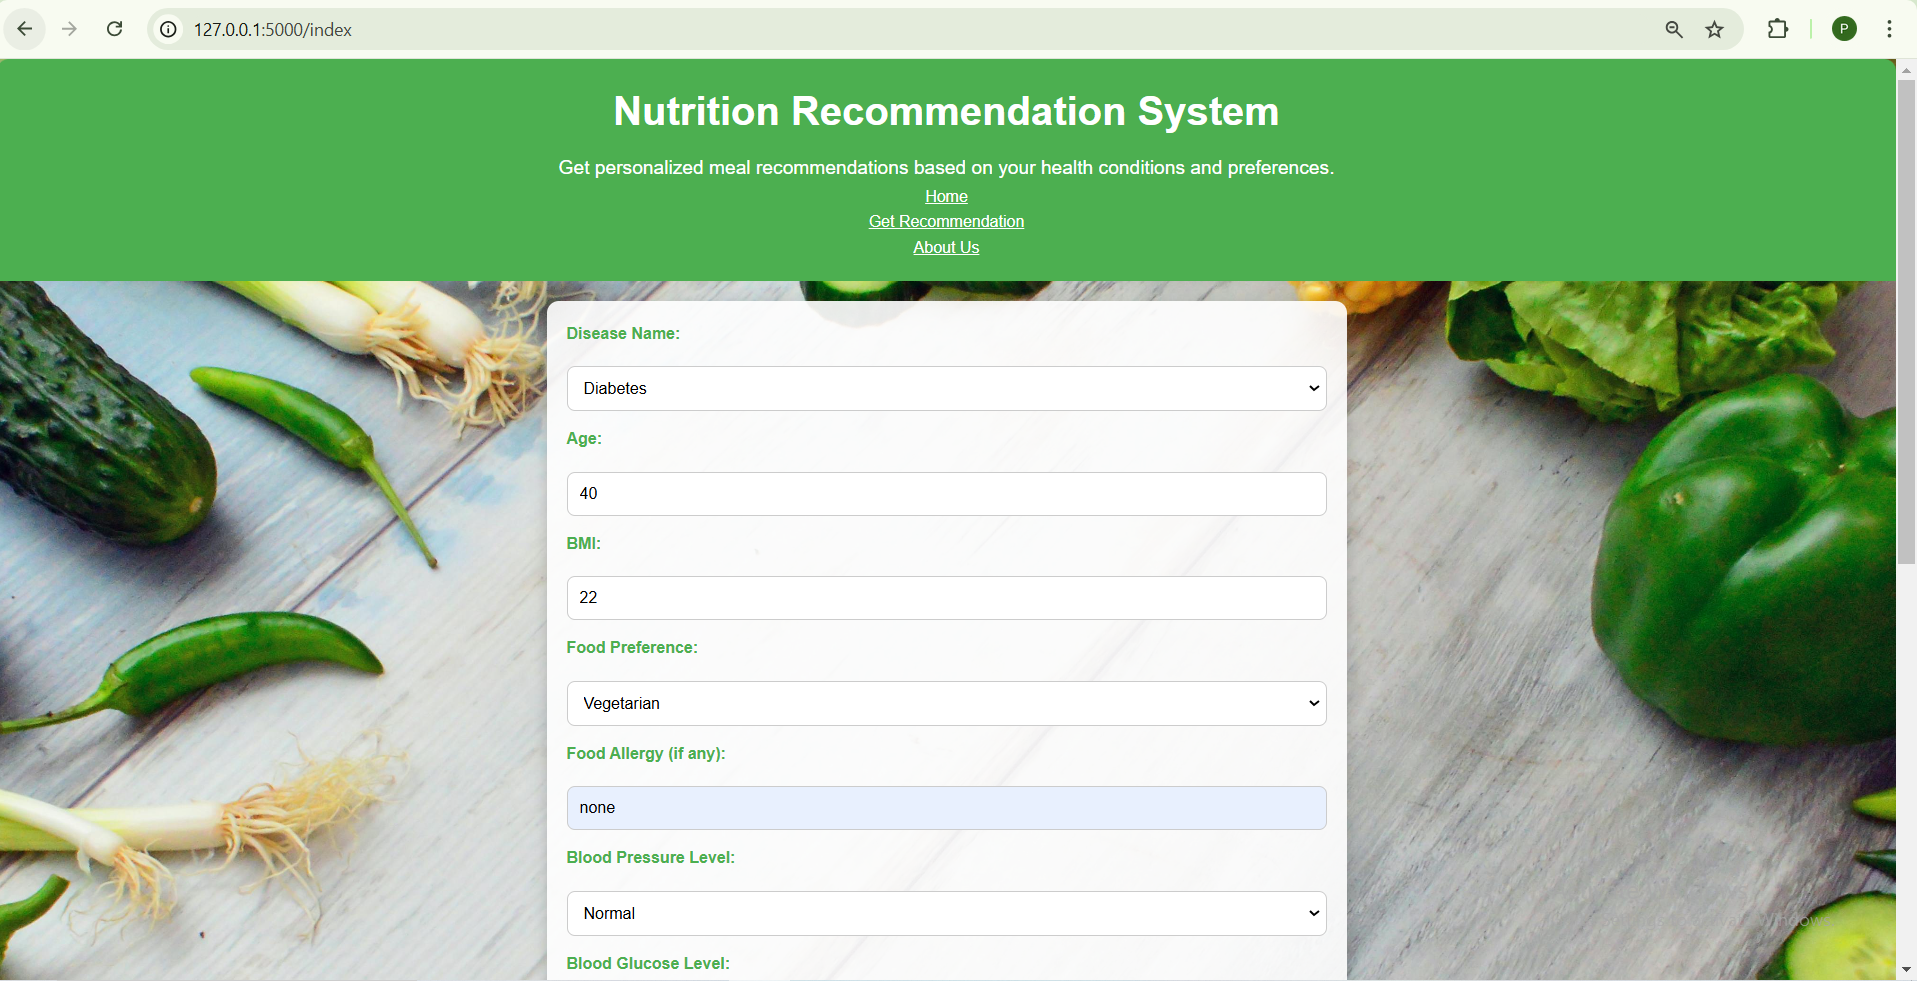 127.0.0.1:5000/index
P
Nutrition Recommendation System
Get personalized meal recommendations based on your health conditions and preferences.
Home
Get Recommendation
About Us
Disease Name:
Diabetes
Age:
40
BMI:
22
Food Preference:
Vegetarian
Food Allergy (if any):
none
Blood Pressure Level:
Normal
Blood Glucose Level: